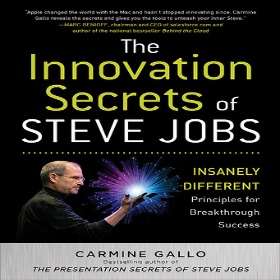 "Apple changed the world with the Mac and hasn't stopped innovating since. Carmine
Gallo reveals the secrets and gives you the tools to unleash your inner Steve."
—MARC BENIOFF, chairman and CEO of salesforce.com and
author of the national bestseller Behind the Cloud
The
Innovation
Secrets of
STEVE JOBS
INSANELY
DIFFERENT
Principles for
Breakthrough
Success
CARMINE GALLO
Bestselling author of
THE PRESENTATION SECRETS OF STEVE JOBS